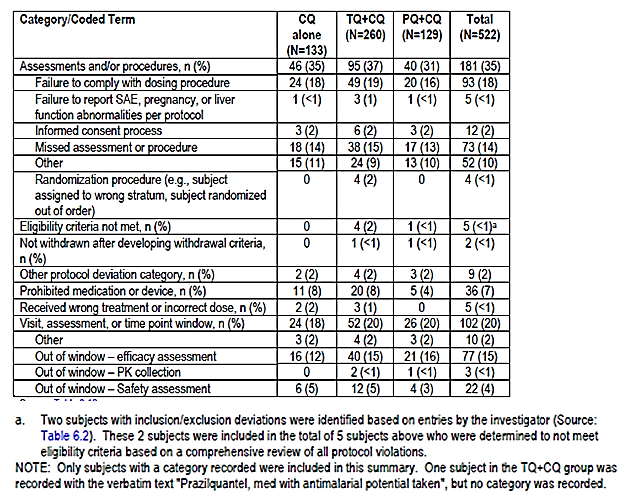 Category/Coded Term CQ alone (N=133) TQ+CQ (N=260) PQ+CQ (N=129) Total (N=522)
Assessments and/or procedures, n (%) 46 (35) 95 (37) 40 (31) 181 (35)
Failure to comply with dosing procedure 24 (18) 49 (19) 20 (16) 93 (18)
Failure to report SAE, pregnancy, or liver function abnormalities per protocol 1 (<1) 3 (1) 1 (<1) 5 (<1)
Informed consent process 3 (2) 6 (2) 3 (2) 12 (2)
Missed assessment or procedure 18 (14) 38 (15) 17 (13) 73 (14)
Other 15 (11) 24 (9) 13 (10) 52 (10)
Randomization procedure (e.g., subject assigned to wrong stratum, subject randomized out of order) 0 4 (2) 0 4 (<1)
Eligibility criteria not met, n (%) 0 4 (2) 1 (<1) 5 (<1)a
Not withdrawn after developing withdrawal criteria, n (%) 0 1 (<1) 1 (<1) 2 (<1)
Other protocol deviation category, n (%) 2 (2) 4 (2) 3 (2) 9 (2)
Prohibited medication or device, n (%) 11 (8) 20 (8) 5 (4) 36 (7)
Received wrong treatment or incorrect dose, n (%) 2 (2) 3 (1) 0 5 (<1)
Visit, assessment, or time point window, n (%) 24 (18) 52 (20) 26 (20) 102 (20)
Other 3 (2) 4 (2) 3 (2) 10 (2)
Out of window – efficacy assessment 16 (12) 40 (15) 21 (16) 77 (15)
Out of window – PK collection 0 2 (<1) 1 (<1) 3 (<1)
Out of window – Safety assessment 6 (5) 12 (5) 4 (3) 22 (4)
a. Two subjects with inclusion/exclusion deviations were identified based on entries by the investigator (Source:
Table 6.2). These 2 subjects were included in the total of 5 subjects above who were determined to not meet
eligibility criteria based on a comprehensive review of all protocol violations.
NOTE: Only subjects with a category recorded were included in this summary. One subject in the TQ+CQ group was
recorded with the verbatim text "Prazilquantel, med with antimalarial potential taken", but no category was recorded.